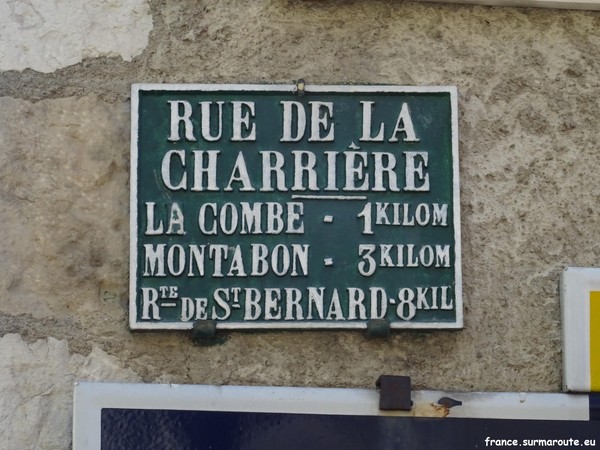 RUE DE LA
CHARRIÈRE
LA COMBE - 1KILOM
MONTABON - 3KILOM
RTE DE ST BERNARD-8KIL
france.surmaroute.eu